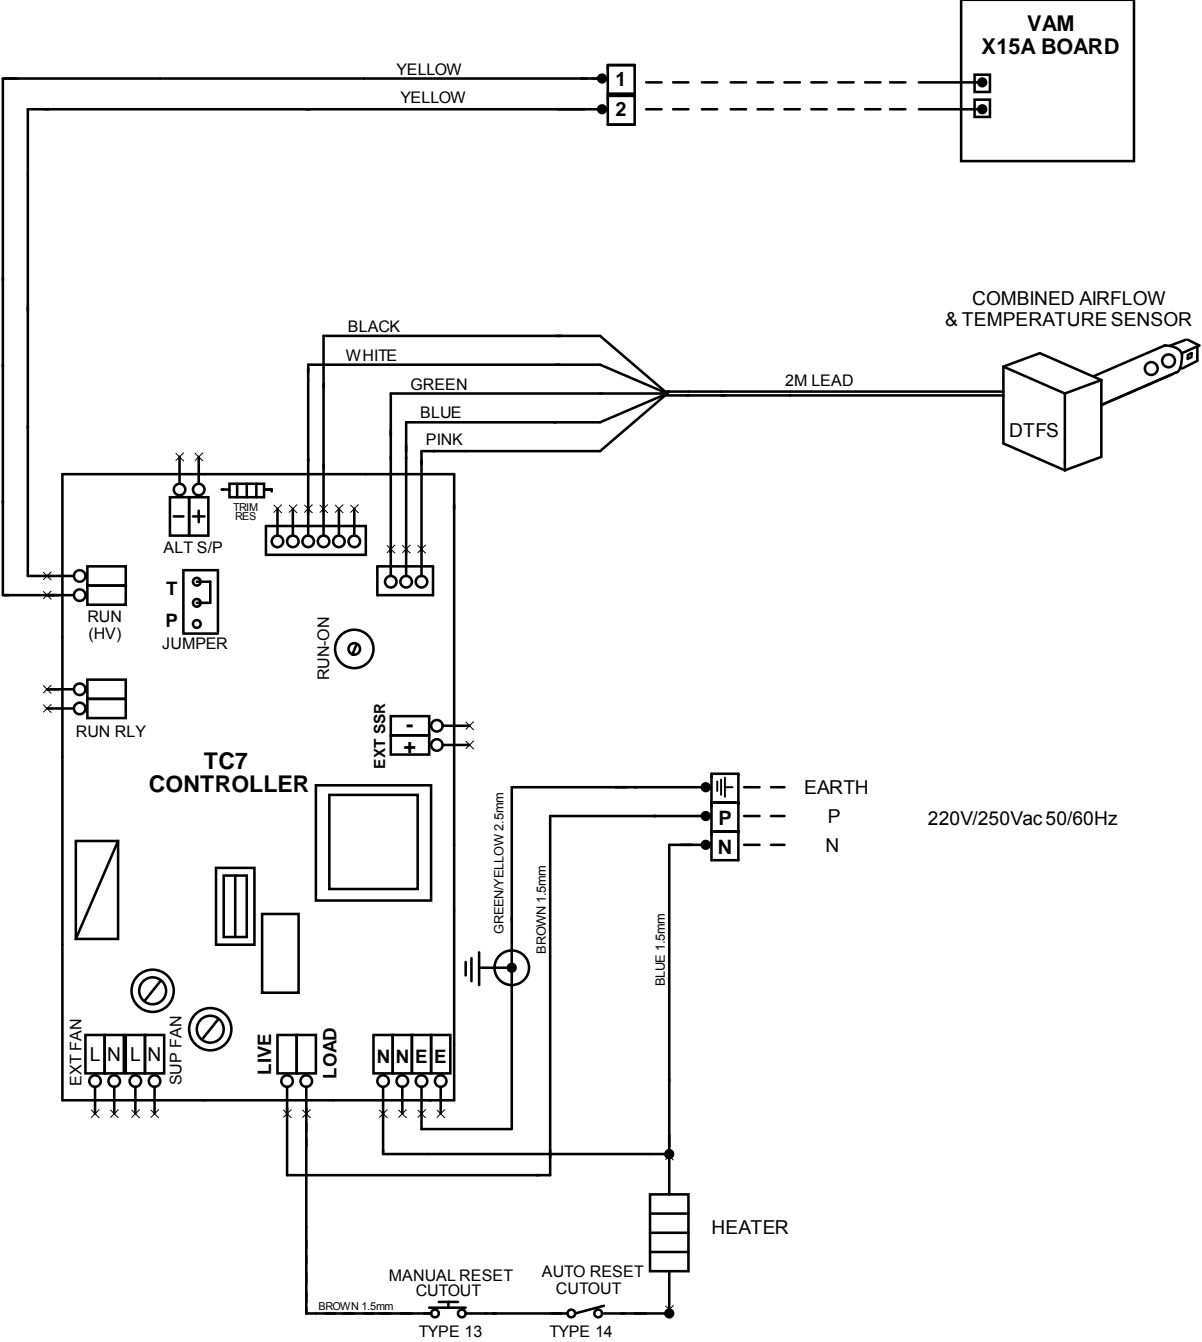 VAM
X15A BOARD
YELLOW
1
YELLOW
2
COMBINED AIRFLOW
& TEMPERATURE SENSOR
BLACK
WHITE
GREEN
2M LEAD
BLUE
PINK
DTFS
TRIM
RES
- +
ALT S/P
T
P
JUMPER
RUN
(HV)
RUN-ON
RUN RLY
EXT SSR
-
+
TC7
CONTROLLER
EARTH
P P
N N
220V/250Vac 50/60Hz
GREEN/YELLOW 2.5mm
BROWN 1.5mm
BLUE 1.5mm
EXT FAN
L N L N
SUP FAN
LIVE
LOAD
N N E E
HEATER
MANUAL RESET
CUTOUT
AUTO RESET
CUTOUT
BROWN 1.5mm
TYPE 13
TYPE 14